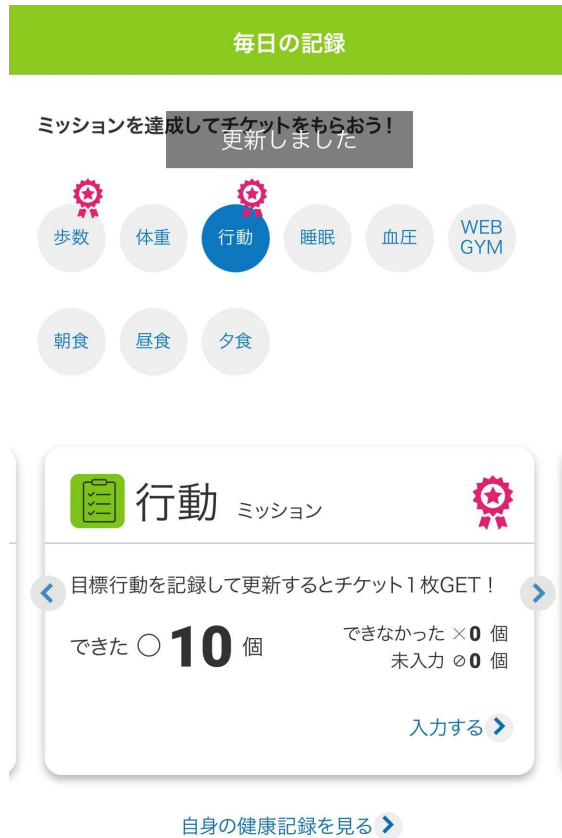 毎日の記録
ミッションを達成してチケットをもらおう!
更新しました
歩数
体重
行動
睡眠
血圧
WEB
GYM
朝食
昼食
夕食
行動 ミッション
目標行動を記録して更新するとチケット1枚GET!
できた ○ 10 個
できなかった ×0 個
未入力 ⊘0 個
入力する
自身の健康記録を見る